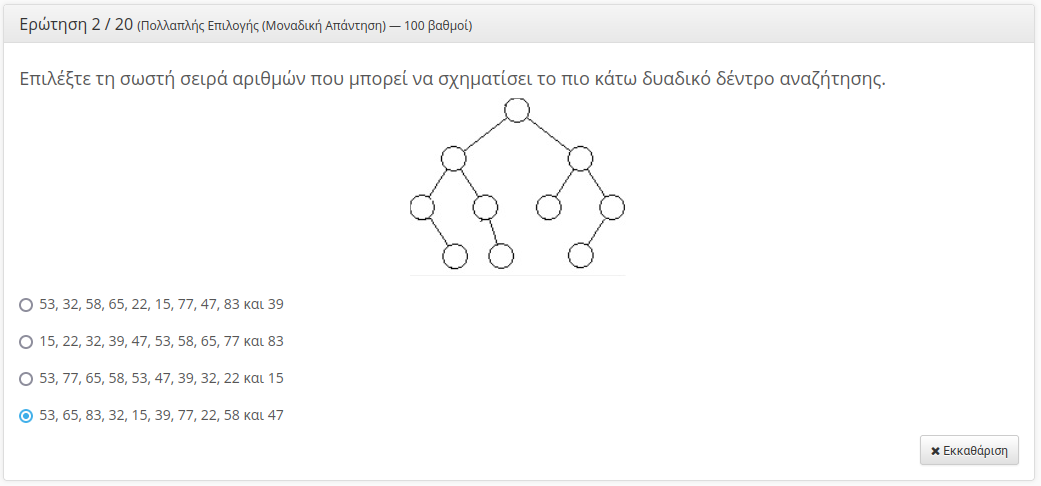 Ερώτηση 2 / 20 (Πολλαπλής Επιλογής (Μοναδική Απάντηση) — 100 βαθμοί)
Επιλέξτε τη σωστή σειρά αριθμών που μπορεί να σχηματίσει το πιο κάτω δυαδικό δέντρο αναζήτησης.
53, 32, 58, 65, 22, 15, 77, 47, 83 και 39
15, 22, 32, 39, 47, 53, 58, 65, 77 και 83
53, 77, 65, 58, 53, 47, 39, 32, 22 και 15
53, 65, 83, 32, 15, 39, 77, 22, 58 και 47
✖ Εκκαθάριση